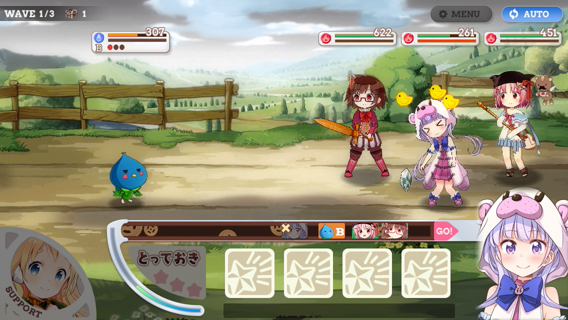 WAVE 1/3 1
MENU
AUTO
307
B
622
261
451
B
GO!
とっておき
SUPPORT